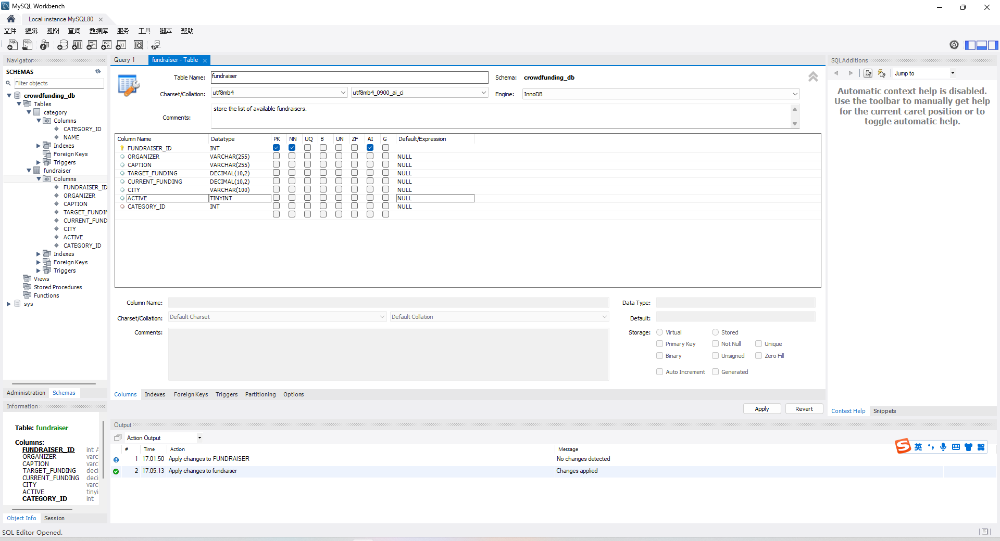 MySQL Workbench
Local instance MySQL80
文件 编辑 视图 查询 数据库 服务 工具 脚本 帮助
Navigator
SCHEMAS
Filter objects
crowdfunding_db
Tables
category
Columns
CATEGORY_ID
NAME
Indexes
Foreign Keys
Triggers
fundraiser
Columns
FUNDRAISER_ID
ORGANIZER
CAPTION
TARGET_FUNDIN
CURRENT_FUND
CITY
ACTIVE
CATEGORY_ID
Indexes
Foreign Keys
Triggers
Views
Stored Procedures
Functions
sys
Administration Schemas
Information
Table: fundraiser
Columns:
FUNDRAISER_ID int A
ORGANIZER varc
CAPTION varc
TARGET_FUNDING deci
CURRENT_FUNDING deci
CITY varc
ACTIVE tinyi
CATEGORY_ID int
Object Info Session
SQL Editor Opened.
Query 1 fundraiser - Table
Table Name: fundraiser Schema: crowdfunding_db
Charset/Collation: utf8mb4 utf8mb4_0900_ai_ci Engine: InnoDB
Comments: store the list of available fundraisers.
Column Name Datatype PK NN UQ B UN ZF AI G Default/Expression
FUNDRAISER_ID INT
ORGANIZER VARCHAR(255) NULL
CAPTION VARCHAR(255) NULL
TARGET_FUNDING DECIMAL(10,2) NULL
CURRENT_FUNDING DECIMAL(10,2) NULL
CITY VARCHAR(100) NULL
ACTIVE TINYINT NULL
CATEGORY_ID INT NULL
Column Name: Data Type:
Charset/Collation: Default Charset Default Collation Default:
Comments: Storage: Virtual Stored
Primary Key Not Null Unique
Binary Unsigned Zero Fill
Auto Increment Generated
Columns Indexes Foreign Keys Triggers Partitioning Options
Apply Revert
Output
Action Output
# Time Action Message
1 17:01:50 Apply changes to FUNDRAISER No changes detected
2 17:05:13 Apply changes to fundraiser Changes applied
SQLAdditions
Jump to
Automatic context help is disabled.
Use the toolbar to manually get help
for the current caret position or to
toggle automatic help.
Context Help Snippets
英